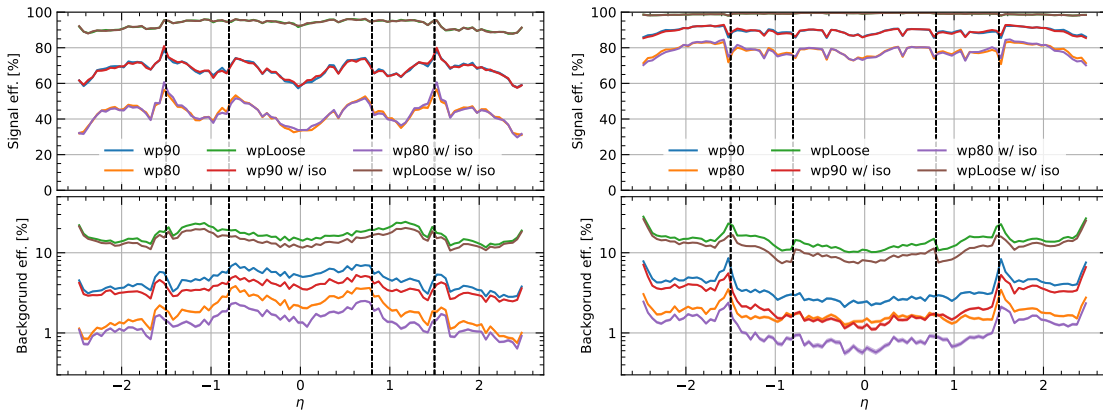 Signal eff. [%]
100
80
60
40
20
0
wp90
wpLoose
wp80 w/ iso
wp80
wp90 w/ iso
wpLoose w/ iso
Backgorund eff. [%]
10
1
−2
−1
0
1
2
η
Signal eff. [%]
100
80
60
40
20
0
wp90
wpLoose
wp80 w/ iso
wp80
wp90 w/ iso
wpLoose w/ iso
Backgorund eff. [%]
10
1
−2
−1
0
1
2
η